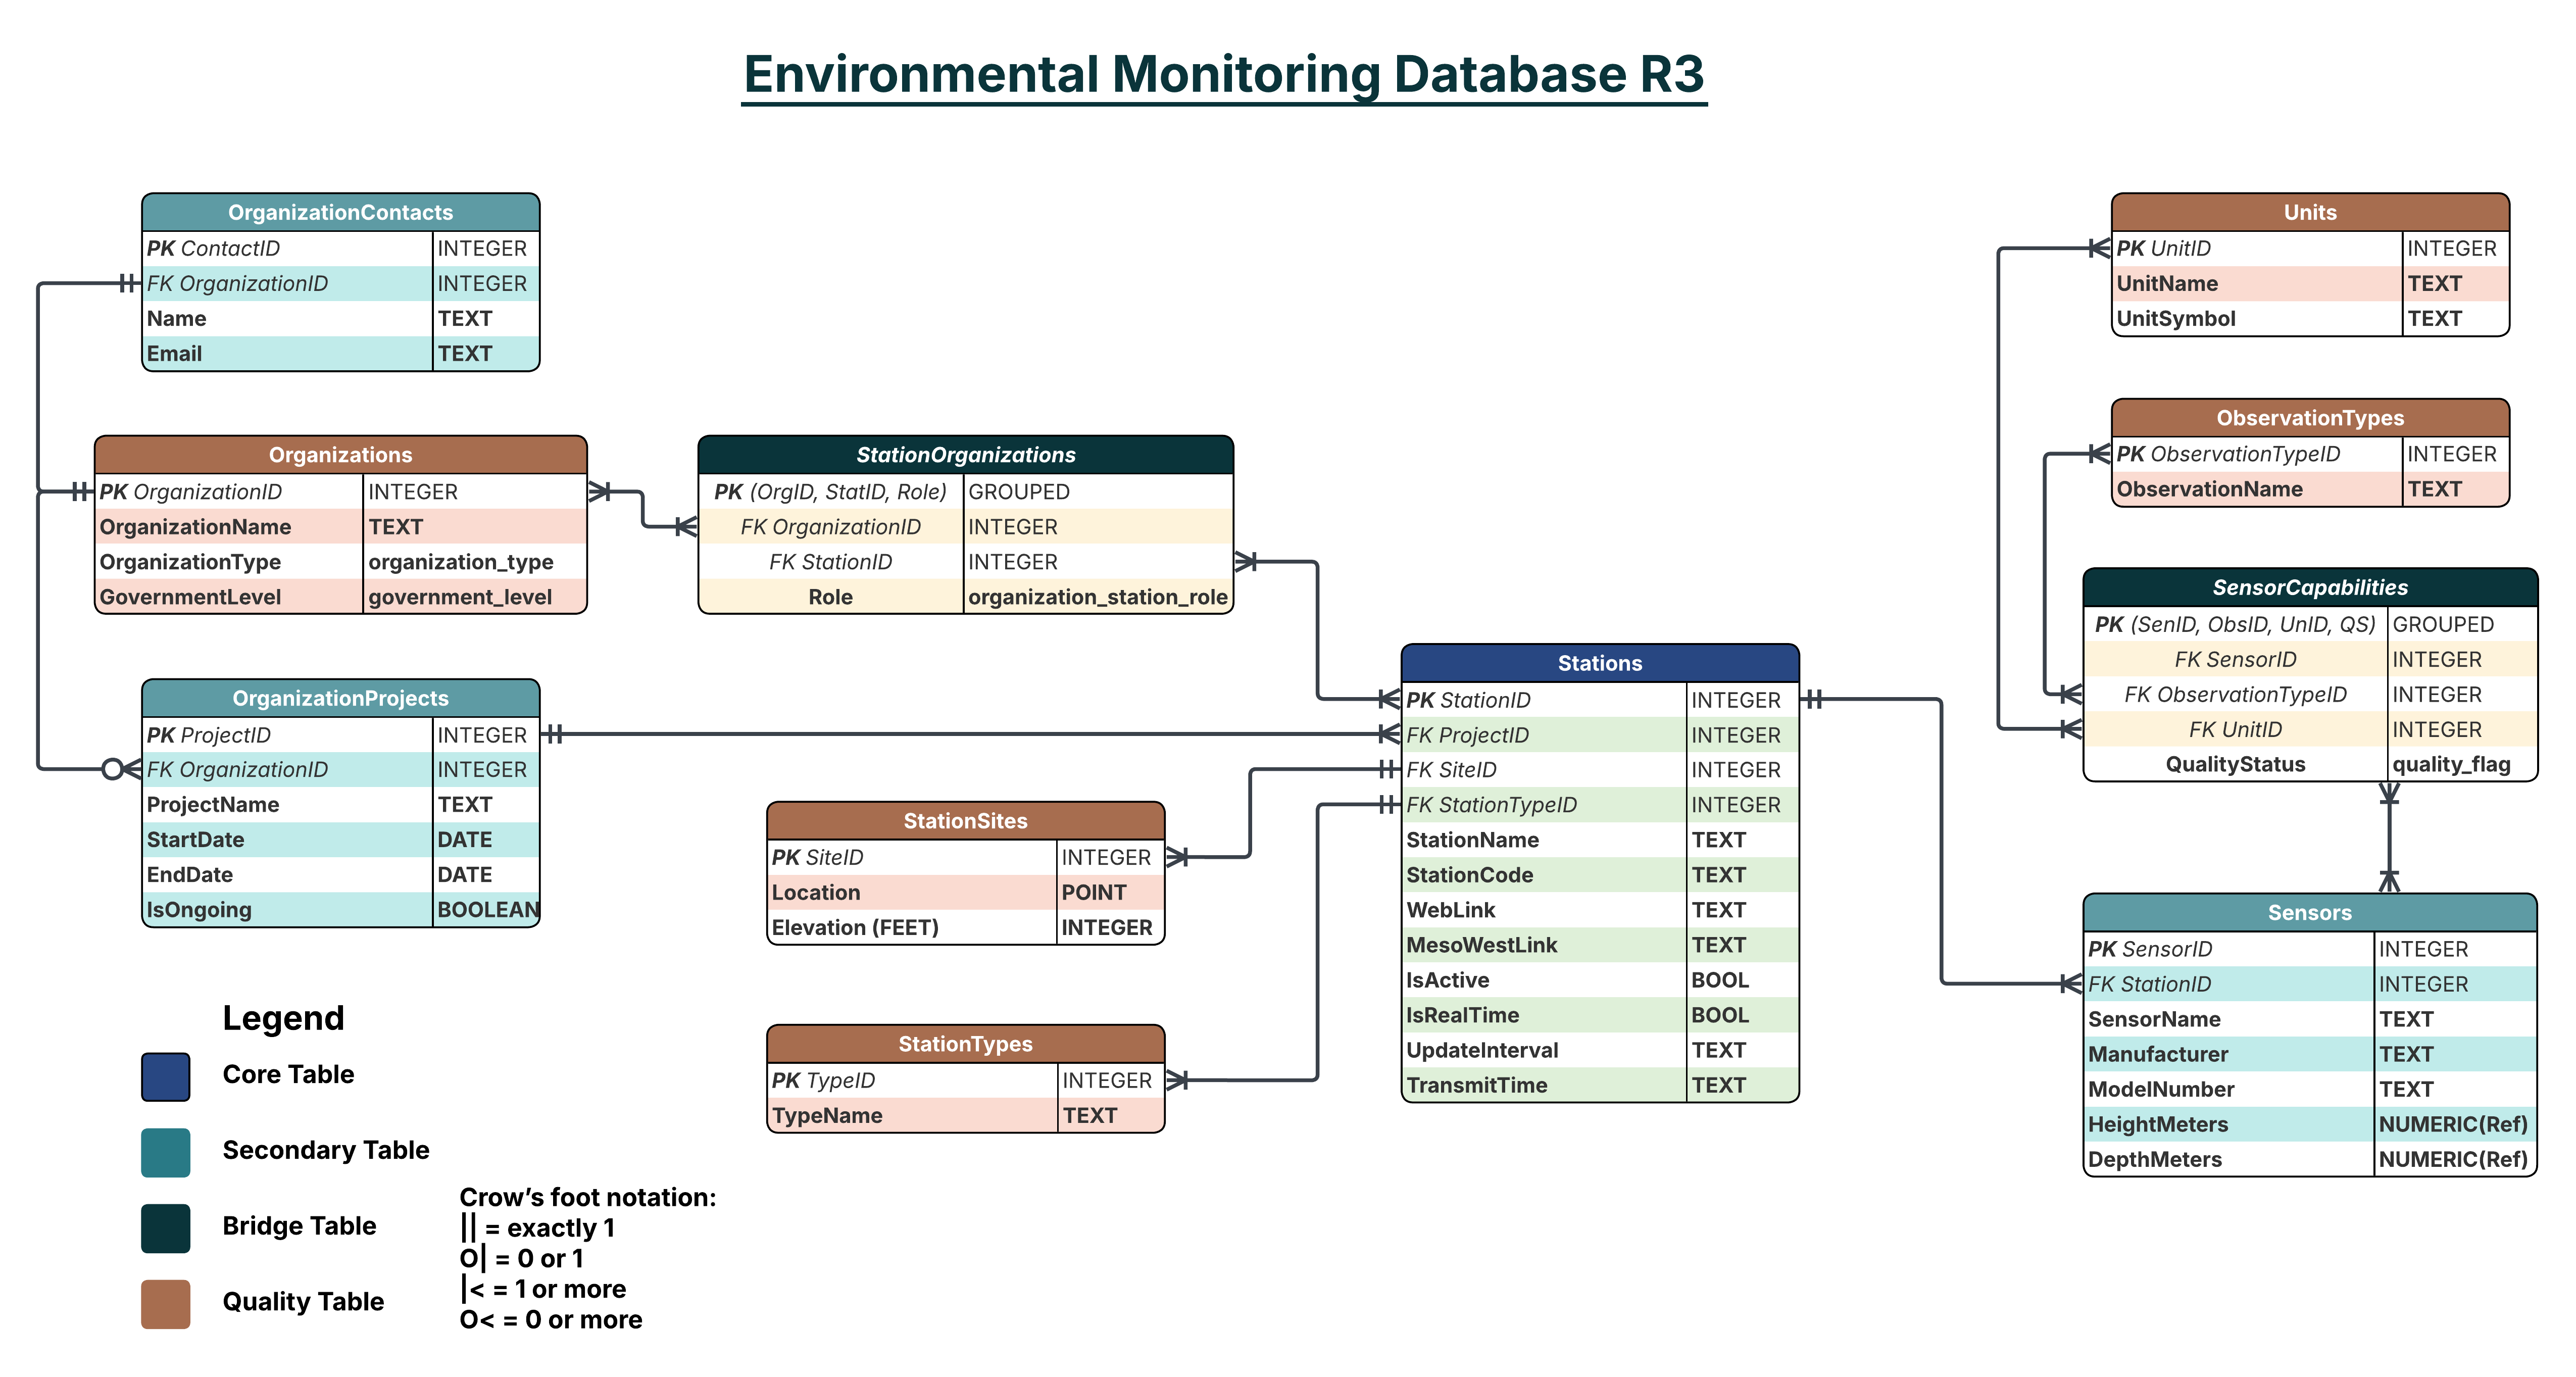 Environmental Monitoring Database R3
OrganizationContacts
PK ContactID INTEGER
FK OrganizationID INTEGER
Name TEXT
Email TEXT
Organizations
PK OrganizationID INTEGER
OrganizationName TEXT
OrganizationType organization_type
GovernmentLevel government_level
OrganizationProjects
PK ProjectID INTEGER
FK OrganizationID INTEGER
ProjectName TEXT
StartDate DATE
EndDate DATE
IsOngoing BOOLEAN
StationOrganizations
PK (OrgID, StatID, Role) GROUPED
FK OrganizationID INTEGER
FK StationID INTEGER
Role organization_station_role
StationSites
PK SiteID INTEGER
Location POINT
Elevation (FEET) INTEGER
StationTypes
PK TypeID INTEGER
TypeName TEXT
Stations
PK StationID INTEGER
FK ProjectID INTEGER
FK SiteID INTEGER
FK StationTypeID INTEGER
StationName TEXT
StationCode TEXT
WebLink TEXT
MesoWestLink TEXT
IsActive BOOL
IsRealTime BOOL
UpdateInterval TEXT
TransmitTime TEXT
Units
PK UnitID INTEGER
UnitName TEXT
UnitSymbol TEXT
ObservationTypes
PK ObservationTypeID INTEGER
ObservationName TEXT
SensorCapabilities
PK (SenID, ObsID, UnID, QS) GROUPED
FK SensorID INTEGER
FK ObservationTypeID INTEGER
FK UnitID INTEGER
QualityStatus quality_flag
Sensors
PK SensorID INTEGER
FK StationID INTEGER
SensorName TEXT
Manufacturer TEXT
ModelNumber TEXT
HeightMeters NUMERIC(Ref)
DepthMeters NUMERIC(Ref)
Legend
Core Table
Secondary Table
Bridge Table
Quality Table
Crow's foot notation:
|| = exactly 1
O| = 0 or 1
|< = 1 or more
O< = 0 or more